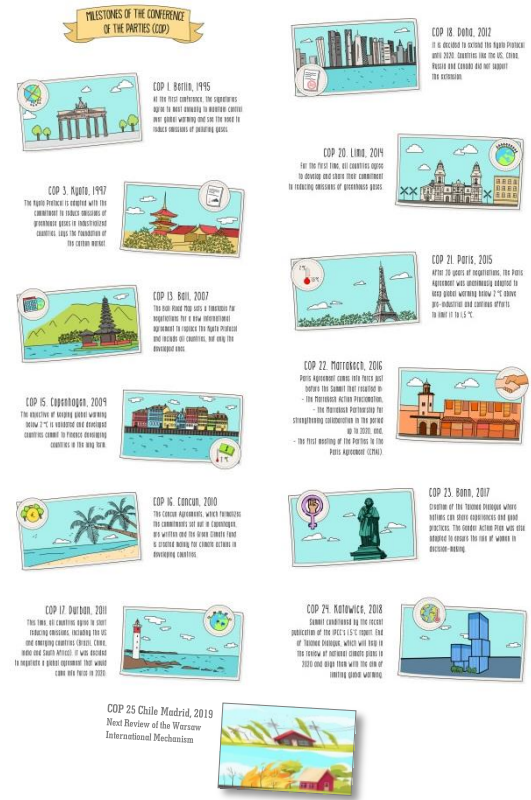 MILESTONES OF THE CONFERENCE
OF THE PARTIES (COP)
COP 1. Berlin, 1995
At the first conference, the signatories
agree to meet annually to maintain control
over global warming and see the need to
reduce emissions of polluting gases.
COP 3. Kyoto, 1997
The Kyoto Protocol is adopted with the
commitment to reduce emissions of
greenhouse gases in industrialized
countries. Lays the foundation of
the carbon market.
COP 13. Bali, 2007
The Bali Road Map sets a timetable for
negotiations for a new international
agreement to replace the Kyoto Protocol
and include all countries, not only the
developed ones.
COP 15. Copenhagen, 2009
The objective of keeping global warming
below 2 °C is validated and developed
countries commit to finance developing
countries in the long term.
COP 16. Cancun, 2010
The Cancun Agreements, which formalizes
the commitments set out in Copenhagen,
are written and the Green Climate Fund
is created mainly for climate actions in
developing countries.
COP 17. Durban, 2011
This time, all countries agree to start
reducing emissions, including the US
and emerging countries (Brazil, China,
India and South Africa). It was decided
to negotiate a global agreement that would
come into force in 2020.
COP 18. Doha, 2012
It is decided to extend the Kyoto Protocol
until 2020. Countries like the US, China,
Russia and Canada did not support
the extension.
COP 20. Lima, 2014
For the first time, all countries agree
to develop and share their commitment
to reducing emissions of greenhouse gases.
COP 21. Paris, 2015
After 20 years of negotiations, the Paris
Agreement was unanimously adopted to
keep global warming below 2 °C above
pre-industrial and continue efforts
to limit it to 1.5 °C.
COP 22. Marrakech, 2016
Paris Agreement comes into force just
before the Summit that resulted in:
- The Marrakesh Action Proclamation,
- The Marrakesh Partnership for
strengthening collaboration in the period
up to 2020, and,
- The first meeting of the Parties to the
Paris Agreement (CMA1).
COP 23. Bonn, 2017
Creation of the Talanoa Dialogue where
nations can share experiences and good
practices. The Gender Action Plan was also
adopted to ensure the role of women in
decision-making.
COP 24. Katowice, 2018
Summit conditioned by the recent
publication of the IPCC's 1.5°C report. End
of Talanoa Dialogue, which will help in
the review of national climate plans in
2020 and align them with the aim of
limiting global warming.
COP 25 Chile Madrid, 2019
Next Review of the Warsaw
International Mechanism